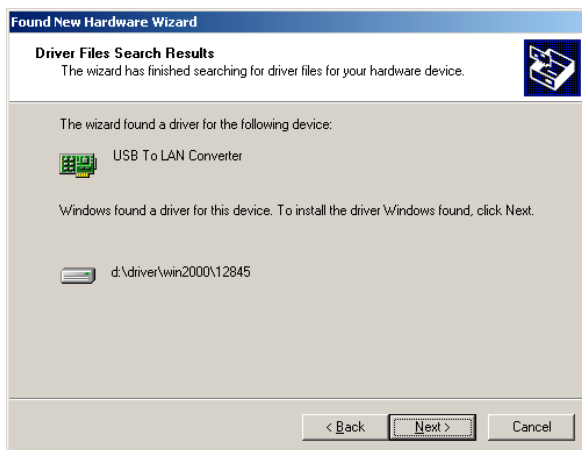 Found New Hardware Wizard
Driver Files Search Results
The wizard has finished searching for driver files for your hardware device.
The wizard found a driver for the following device:
USB To LAN Converter
Windows found a driver for this device. To install the driver Windows found, click Next.
d:\driver\win2000\12845
< Back
Next >
Cancel